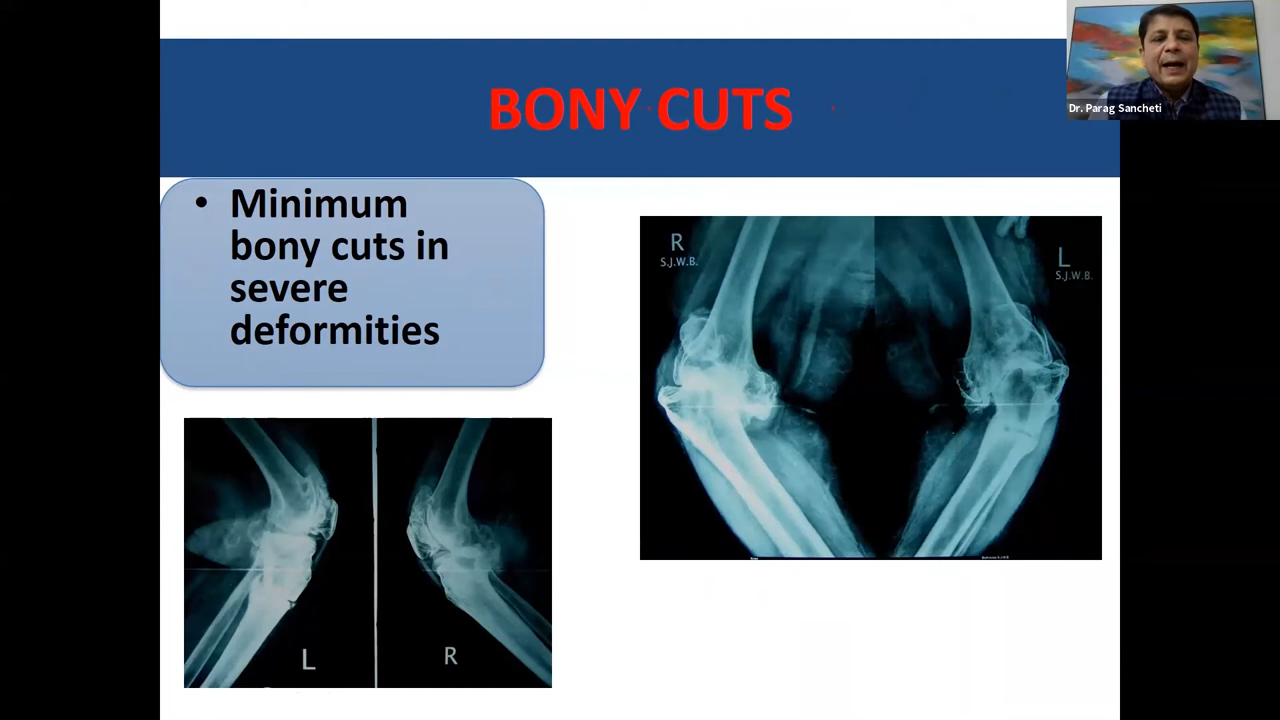 BONY CUTS
Dr. Parag Sancheti
• Minimum
bony cuts in
severe
deformities
R
S.J.W.B.
L
S.J.W.B.
L
R